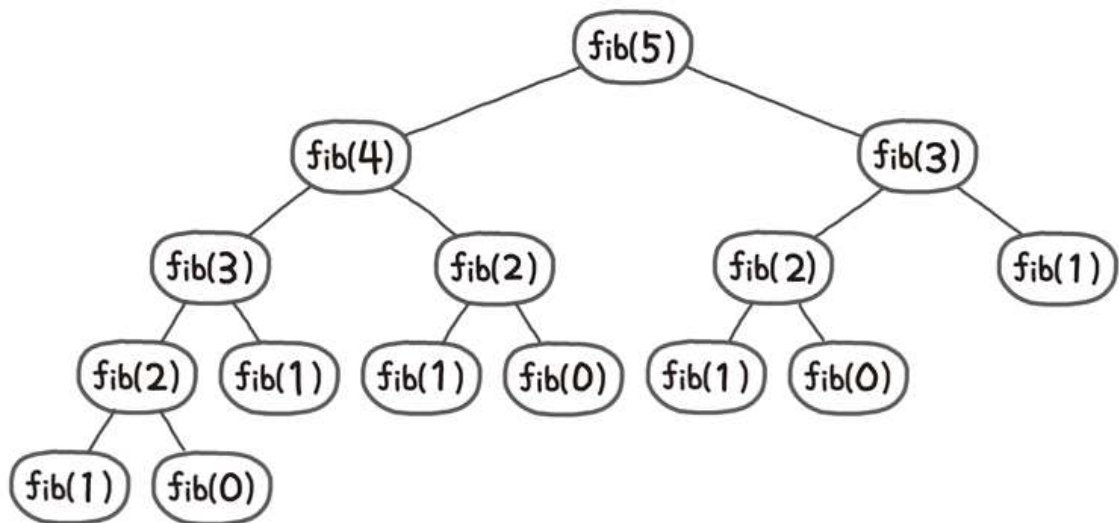 fib(5)
fib(4) fib(3)
fib(3) fib(2) fib(2) fib(1)
fib(2) fib(1) fib(1) fib(0) fib(1) fib(0)
fib(1) fib(0)